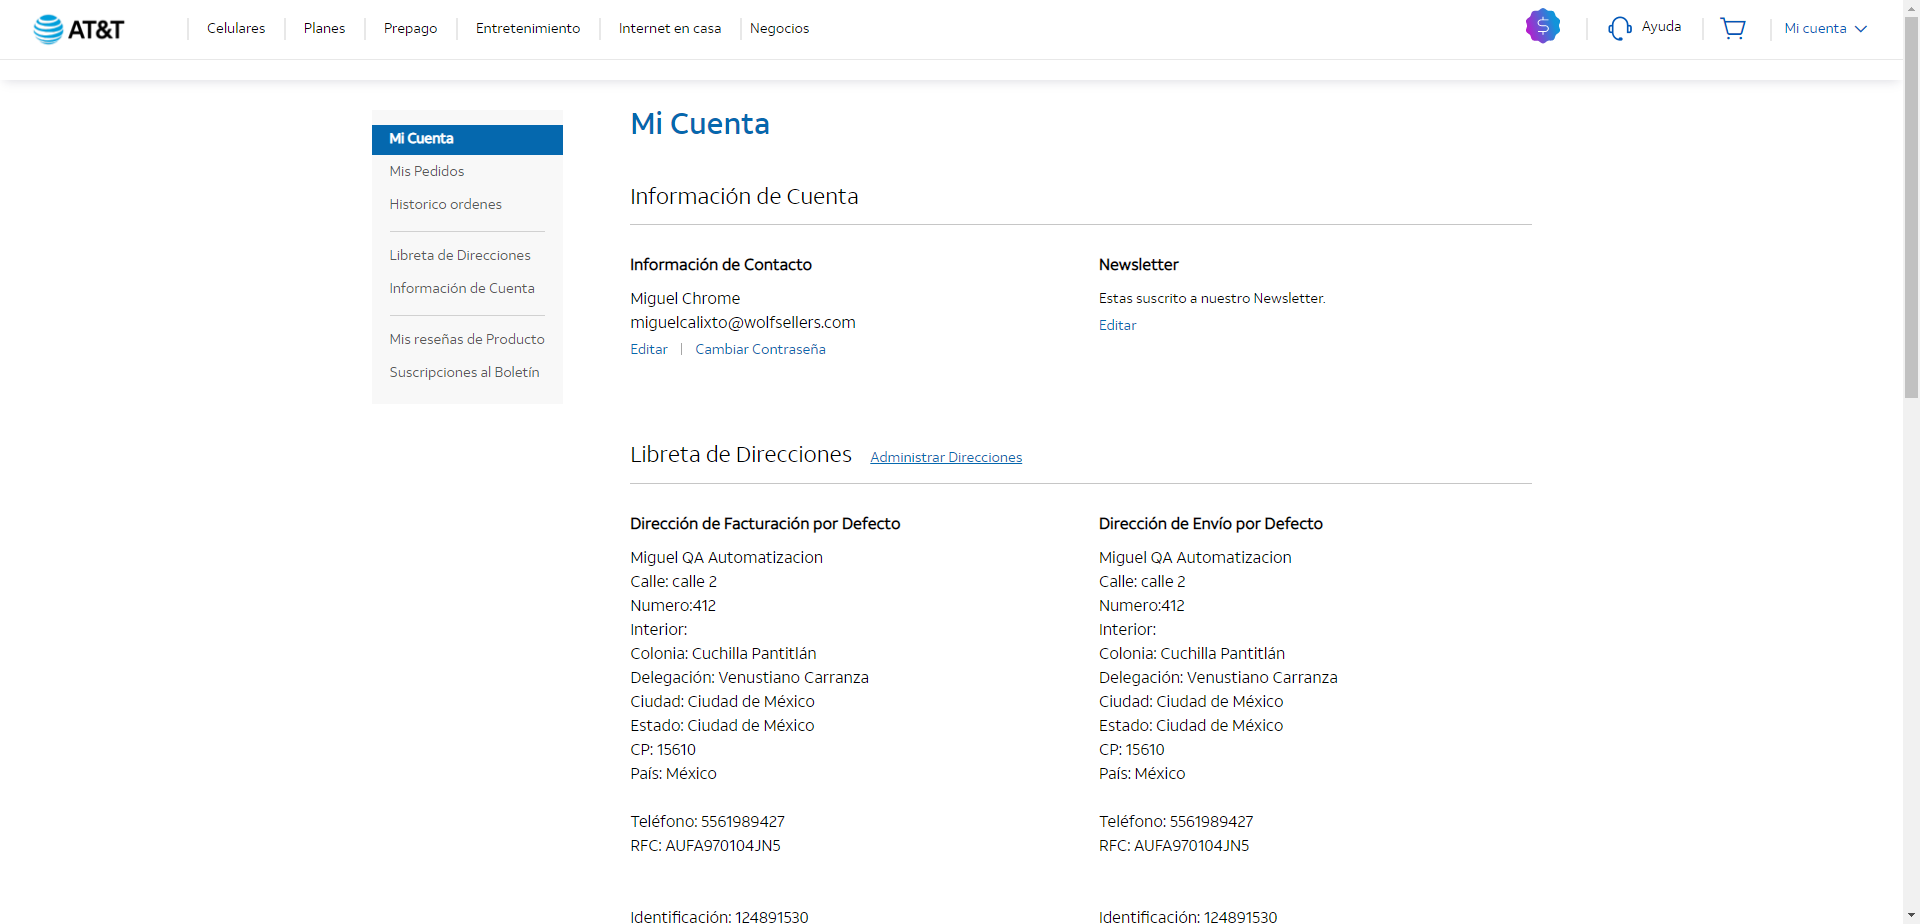 AT&T
Celulares
Planes
Prepago
Entretenimiento
Internet en casa
Negocios
$
Ayuda
Mi cuenta
Mi Cuenta
Mis Pedidos
Historico ordenes
Libreta de Direcciones
Información de Cuenta
Mis reseñas de Producto
Suscripciones al Boletín
Mi Cuenta
Información de Cuenta
Información de Contacto
Miguel Chrome
miguelcalixto@wolfsellers.com
Editar | Cambiar Contraseña
Newsletter
Estas suscrito a nuestro Newsletter.
Editar
Libreta de Direcciones Administrar Direcciones
Dirección de Facturación por Defecto
Miguel QA Automatizacion
Calle: calle 2
Numero:412
Interior:
Colonia: Cuchilla Pantitlán
Delegación: Venustiano Carranza
Ciudad: Ciudad de México
Estado: Ciudad de México
CP: 15610
País: México
Teléfono: 5561989427
RFC: AUFA970104JN5
Identificación: 124891530
Dirección de Envío por Defecto
Miguel QA Automatizacion
Calle: calle 2
Numero:412
Interior:
Colonia: Cuchilla Pantitlán
Delegación: Venustiano Carranza
Ciudad: Ciudad de México
Estado: Ciudad de México
CP: 15610
País: México
Teléfono: 5561989427
RFC: AUFA970104JN5
Identificación: 124891530